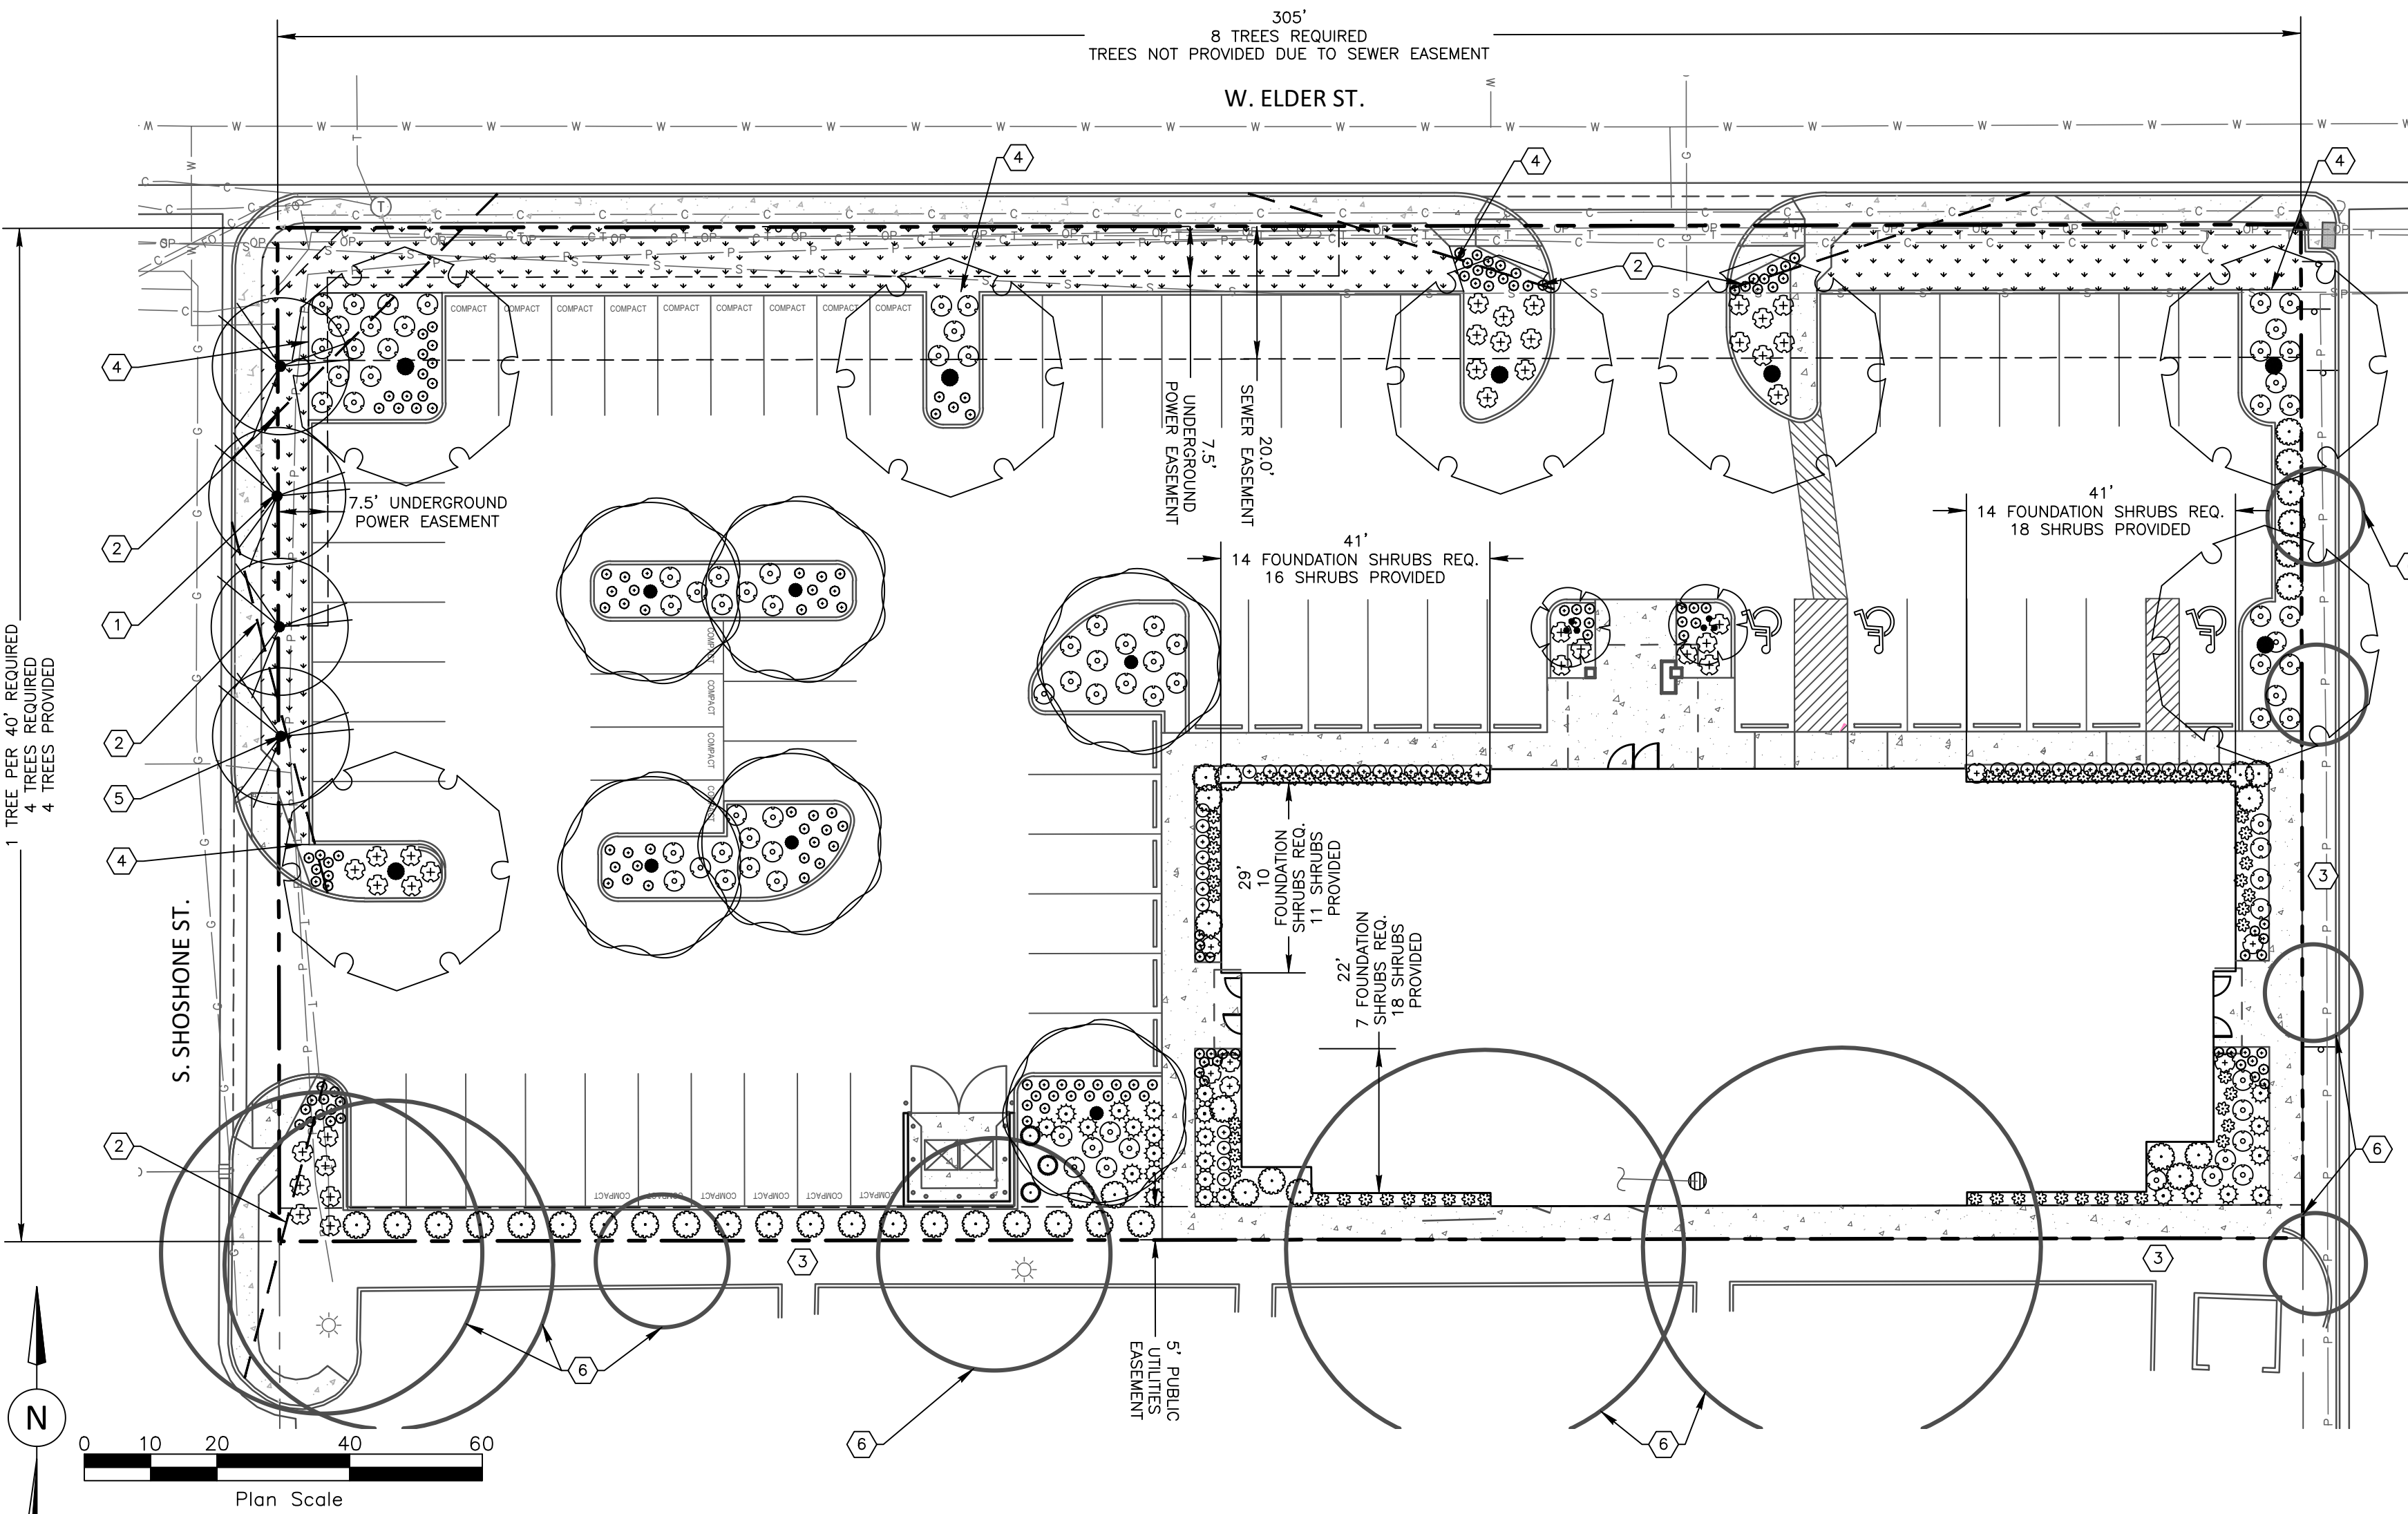 305'
8 TREES REQUIRED
TREES NOT PROVIDED DUE TO SEWER EASEMENT
W. ELDER ST.
4
4
4
2
COMPACT COMPACT COMPACT COMPACT COMPACT COMPACT COMPACT COMPACT COMPACT
4
7.5'
UNDERGROUND
POWER EASEMENT
20.0'
SEWER EASEMENT
7.5' UNDERGROUND
POWER EASEMENT
2
41'
14 FOUNDATION SHRUBS REQ.
16 SHRUBS PROVIDED
41'
14 FOUNDATION SHRUBS REQ.
18 SHRUBS PROVIDED
1
1 TREE PER 40' REQUIRED
4 TREES REQUIRED
4 TREES PROVIDED
COMPACT
COMPACT
COMPACT
COMPACT
2
5
4
29'
10
FOUNDATION
SHRUBS REQ.
11 SHRUBS
PROVIDED
3
22'
7 FOUNDATION
SHRUBS REQ.
18 SHRUBS
PROVIDED
S. SHOSHONE ST.
2
6
COMPACT COMPACT COMPACT COMPACT COMPACT COMPACT
3
3
5' PUBLIC
UTILITIES
EASEMENT
6
6
6
N
0 10 20 40 60
Plan Scale